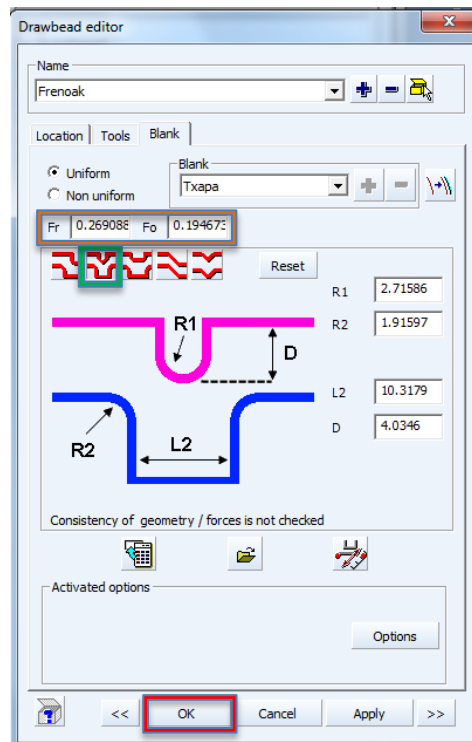 Drawbead editor
Name
Frenoak
Location Tools Blank
Uniform
Non uniform
Blank
Txapa
Fr 0.269088 Fo 0.194673
Reset
R1 2.71586
R2 1.91597
L2 10.3179
D 4.0346
R1
D
R2
L2
Consistency of geometry / forces is not checked
Activated options
Options
<< OK Cancel Apply >>